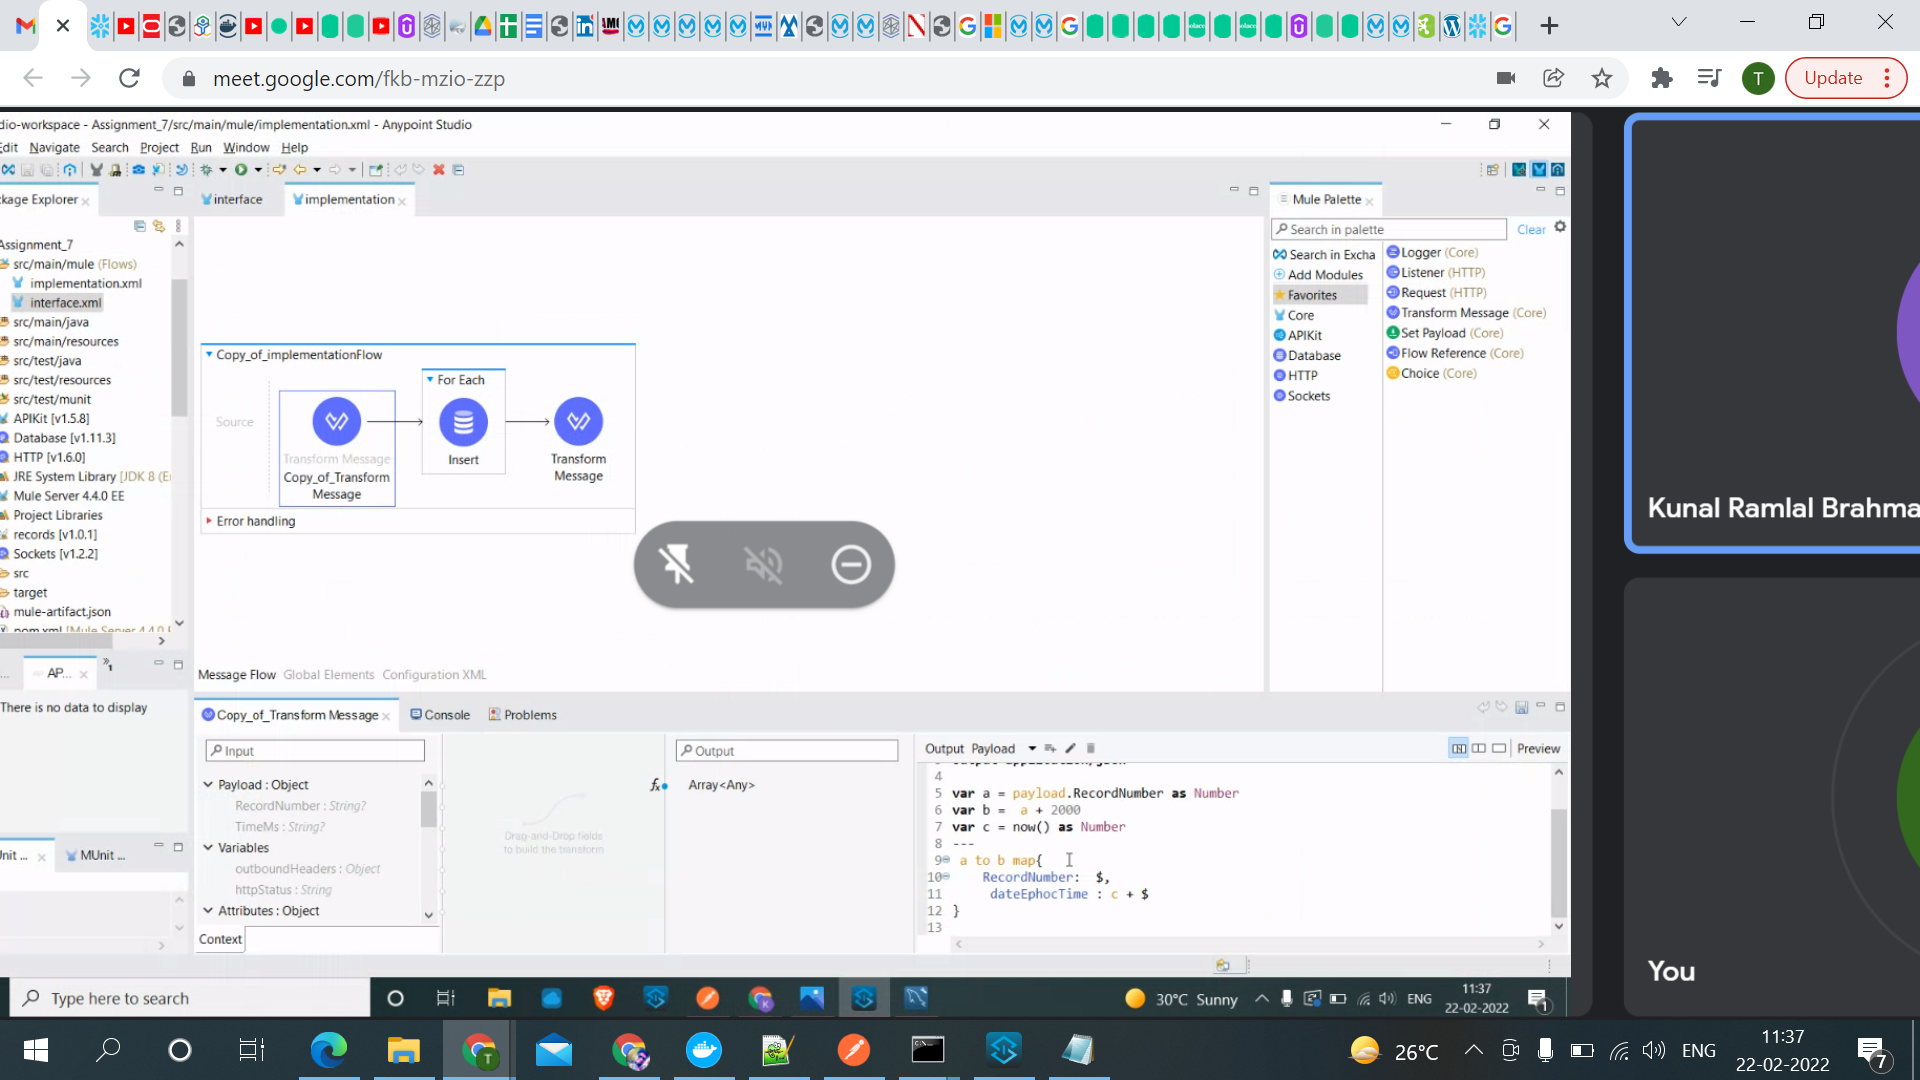 meet.google.com/fkb-mzio-zzp
T
Update
dio-workspace - Assignment_7/src/main/mule/implementation.xml - Anypoint Studio
Edit Navigate Search Project Run Window Help
kage Explorer
interface
implementation
Mule Palette
Search in palette
Clear
Assignment_7
src/main/mule (Flows)
implementation.xml
interface.xml
src/main/java
src/main/resources
src/test/java
src/test/resources
src/test/munit
APIKit [v1.5.8]
Database [v1.11.3]
HTTP [v1.6.0]
JRE System Library [JDK 8 (E
Mule Server 4.4.0 EE
Project Libraries
records [v1.0.1]
Sockets [v1.2.2]
src
target
mule-artifact.json
pom.xml [Mule Server 4.4.0
Copy_of_implementationFlow
Source
Transform Message
Copy_of_Transform
Message
For Each
Insert
Transform
Message
Error handling
Search in Excha
Add Modules
Favorites
Core
APIKit
Database
HTTP
Sockets
Logger (Core)
Listener (HTTP)
Request (HTTP)
Transform Message (Core)
Set Payload (Core)
Flow Reference (Core)
Choice (Core)
Message Flow Global Elements Configuration XML
AP...
There is no data to display
Unit ...
MUnit ...
Copy_of_Transform Message
Console
Problems
Input
Payload : Object
RecordNumber : String?
TimeMs : String?
Variables
outboundHeaders : Object
httpStatus : String
Attributes : Object
Context
Drag-and-Drop fields
to build the transform
Output
Array<Any>
Output Payload
Preview
output application/json
4
5 var a = payload.RecordNumber as Number
6 var b = a + 2000
7 var c = now() as Number
8 ---
9 a to b map{
10 RecordNumber: $,
11 dateEphocTime : c + $
12 }
13
Kunal Ramlal Brahma
You
Type here to search
30°C Sunny
ENG
11:37
22-02-2022
1
26°C
ENG
11:37
22-02-2022
7